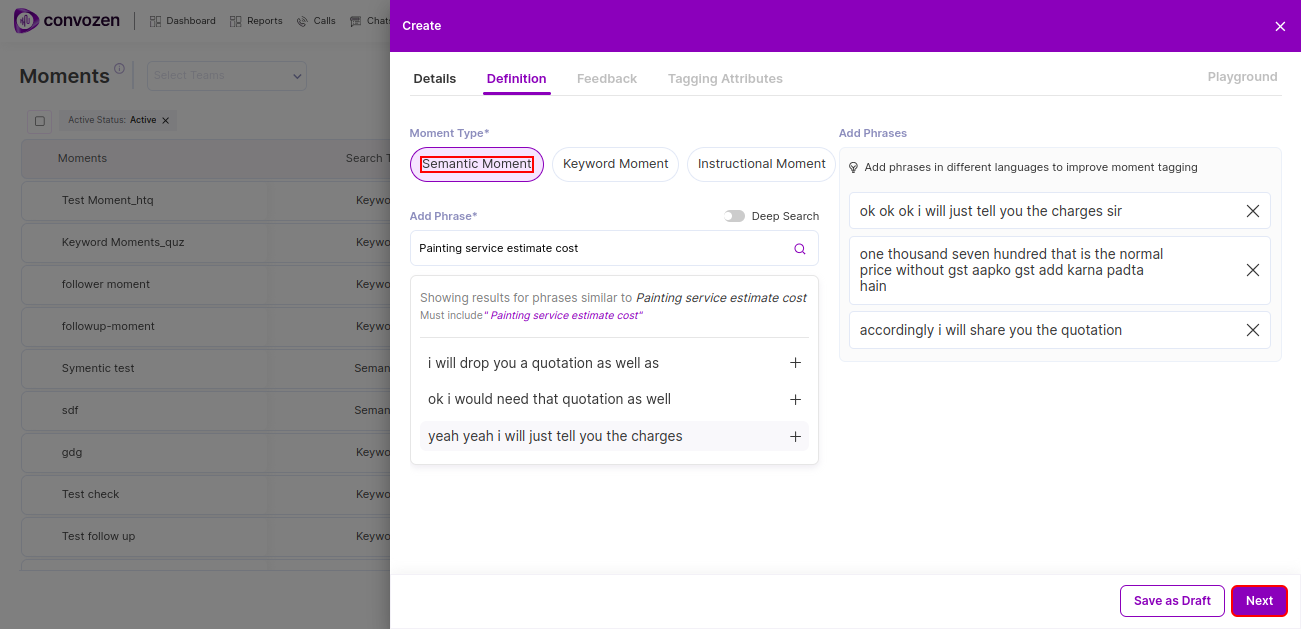 convozen
Dashboard
Reports
Calls
Chats
Moments
Select Teams
Active Status: Active
Moments
Search T
Test Moment_htq
Keywo
Keyword Moments_quz
Keywo
follower moment
Keywo
followup-moment
Keywo
Symentic test
Seman
sdf
Seman
gdg
Keywo
Test check
Keywo
Test follow up
Keywo
Create
Details
Definition
Feedback
Tagging Attributes
Playground
Moment Type*
Semantic Moment
Keyword Moment
Instructional Moment
Add Phrase*
Deep Search
Painting service estimate cost
Showing results for phrases similar to Painting service estimate cost
Must include" Painting service estimate cost"
i will drop you a quotation as well as
ok i would need that quotation as well
yeah yeah i will just tell you the charges
Add Phrases
Add phrases in different languages to improve moment tagging
ok ok ok i will just tell you the charges sir
one thousand seven hundred that is the normal
price without gst aapko gst add karna padta
hain
accordingly i will share you the quotation
Save as Draft
Next